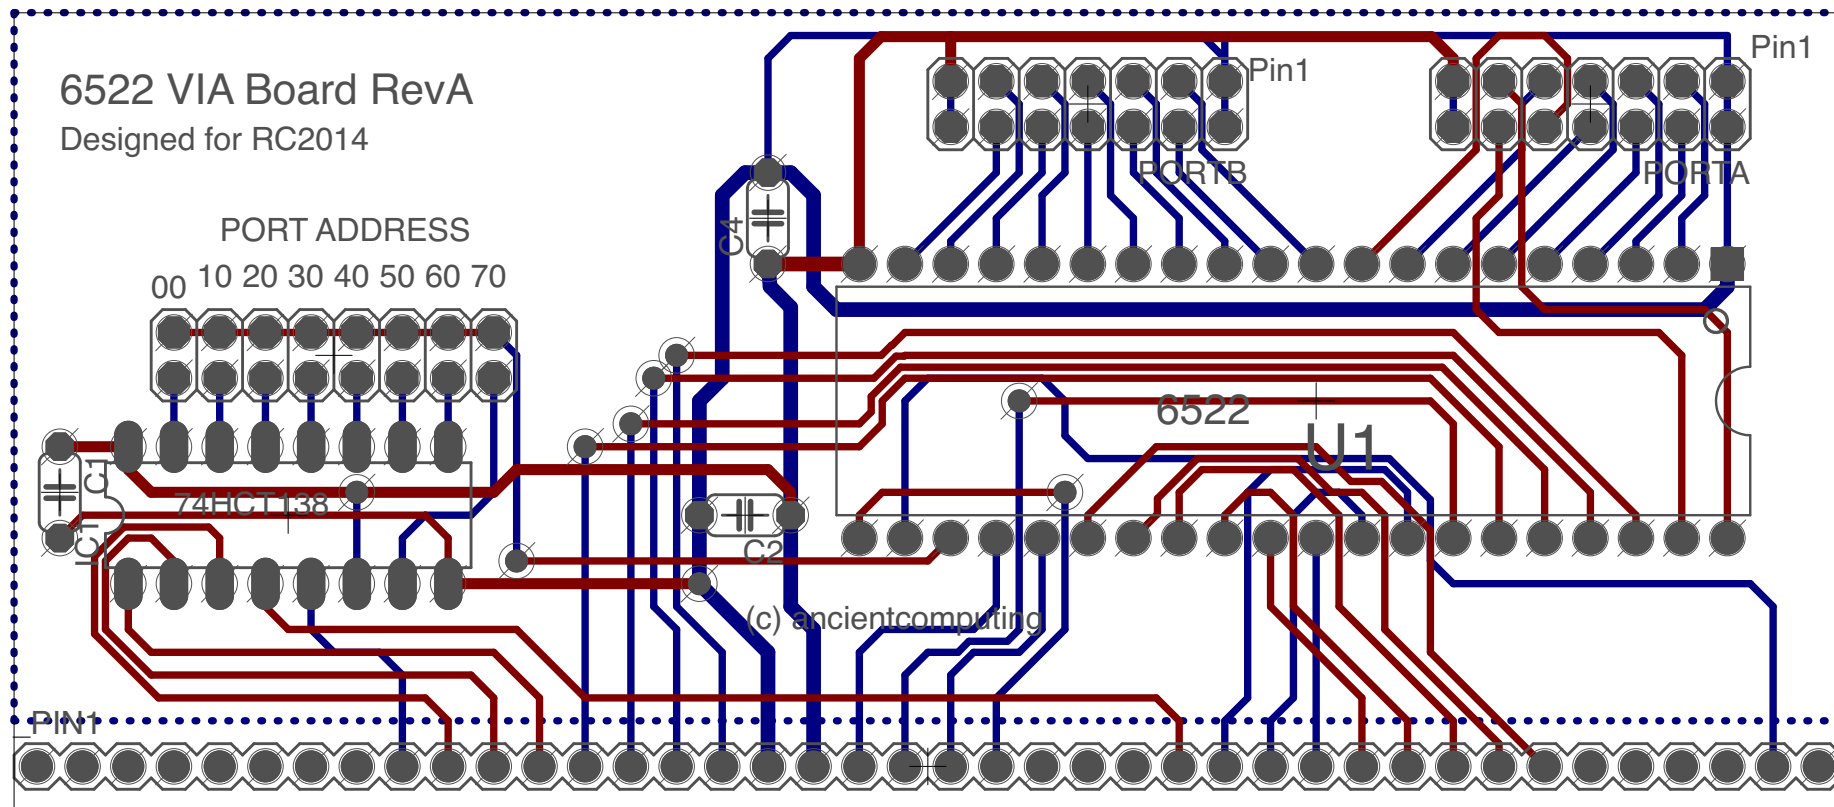 6522 VIA Board RevA
Designed for RC2014
Pin1
Pin1
PORTB
PORTA
C4
PORT ADDRESS
00 10 20 30 40 50 60 70
C1
74HCT138
IC1
6522
U1
C2
(c) ancientcomputing
PIN1